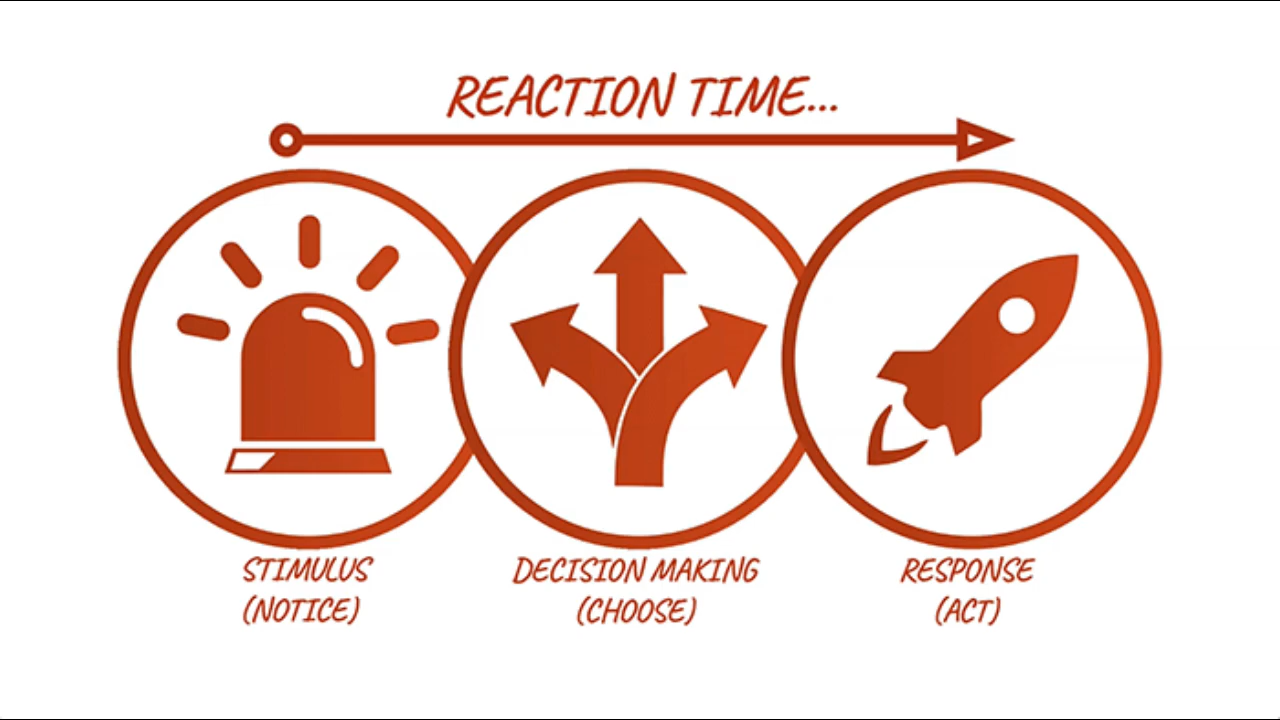 REACTION TIME...
STIMULUS
(NOTICE)
DECISION MAKING
(CHOOSE)
RESPONSE
(ACT)